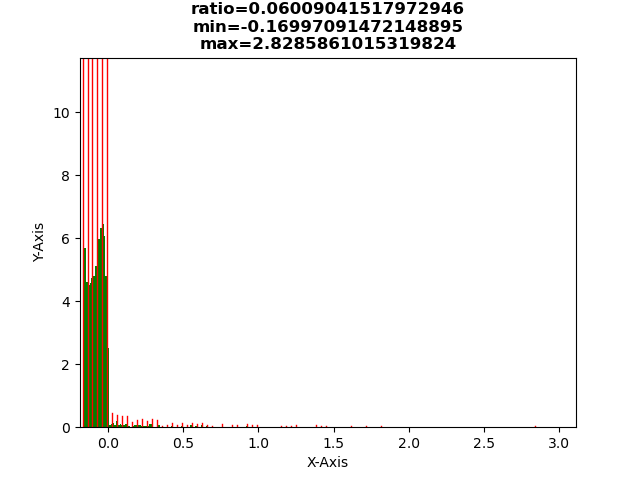 ratio=0.06009041517972946
min=-0.16997091472148895
max=2.8285861015319824
10
8
6
4
2
0
Y-Axis
0.0 0.5 1.0 1.5 2.0 2.5 3.0
X-Axis